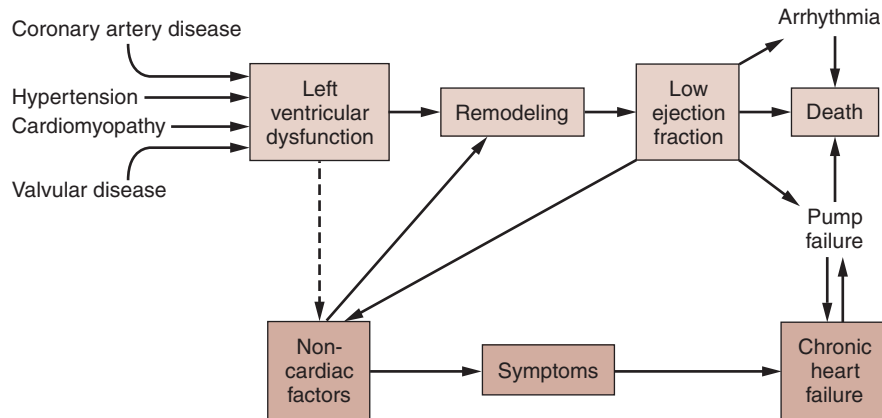 Coronary artery disease
Hypertension
Cardiomyopathy
Valvular disease
Left
ventricular
dysfunction
Remodeling
Low
ejection
fraction
Arrhythmia
Death
Pump
failure
Non-
cardiac
factors
Symptoms
Chronic
heart
failure